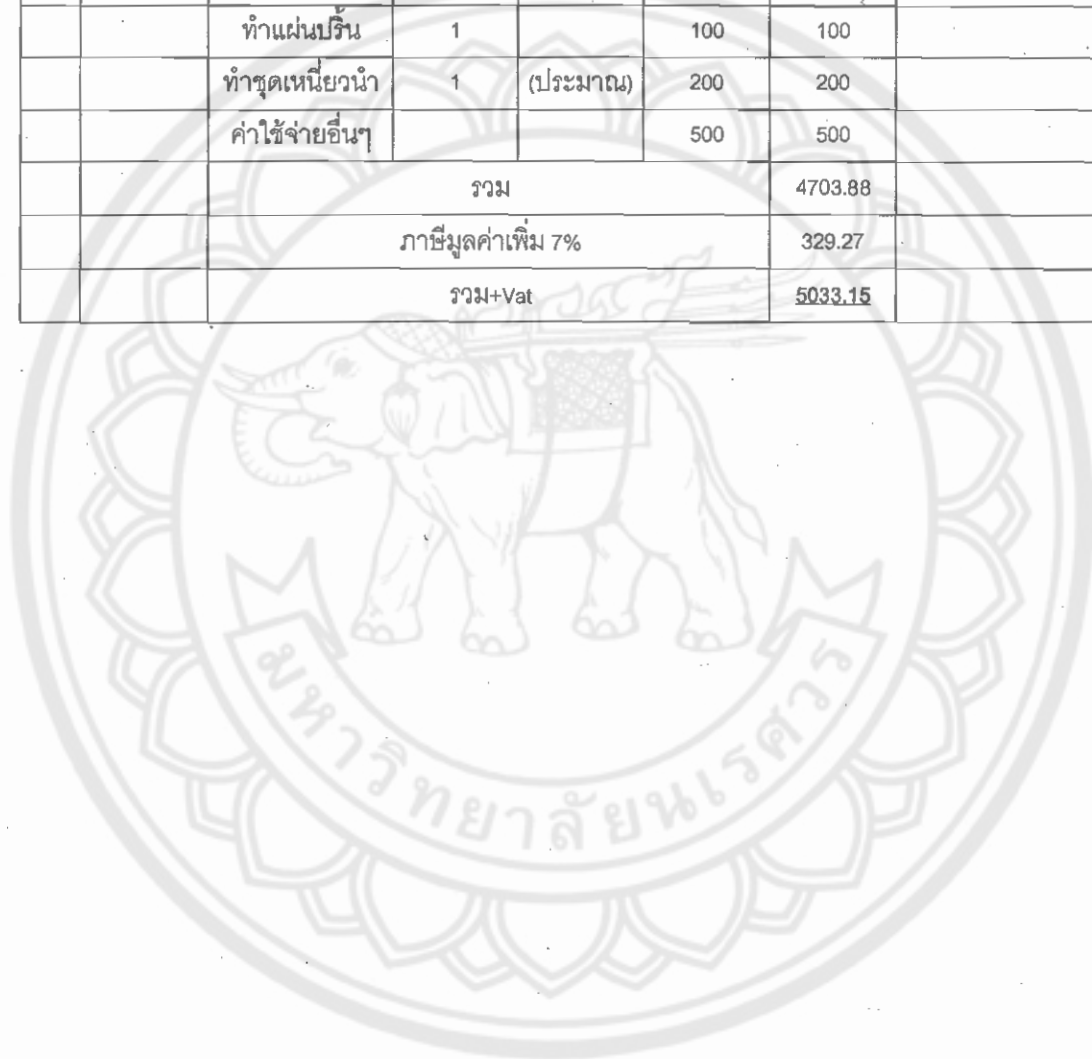 ทำแผ่นปริ้น 1 100 100
ทำชุดเหนี่ยวนำ 1 (ประมาณ) 200 200
ค่าใช้จ่ายอื่นๆ 500 500
รวม 4703.88
ภาษีมูลค่าเพิ่ม 7% 329.27
รวม+Vat 5033.15
มหาวิทยาลัยนเรศวร